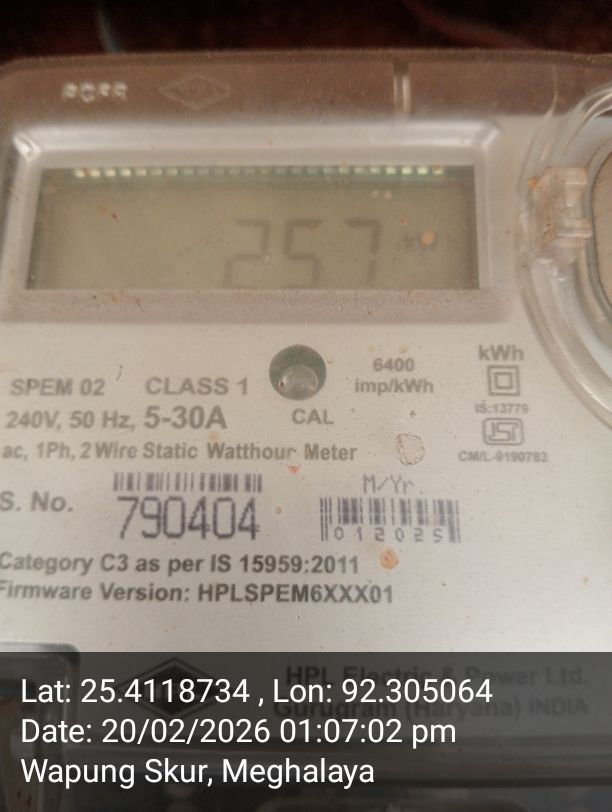 257 kWh
SPEM 02 CLASS 1
6400
imp/kWh
kWh
240V, 50 Hz, 5-30A
CAL
IS:13779
ISI
ac, 1Ph, 2 Wire Static Watthour Meter
CM/L-9190783
S. No.
790404
M/Yr.
012025
Category C3 as per IS 15959:2011
Firmware Version: HPLSPEM6XXX01
HPL Electric & Power Ltd.
Gurugram (Haryana) INDIA
Lat: 25.4118734 , Lon: 92.305064
Date: 20/02/2026 01:07:02 pm
Wapung Skur, Meghalaya